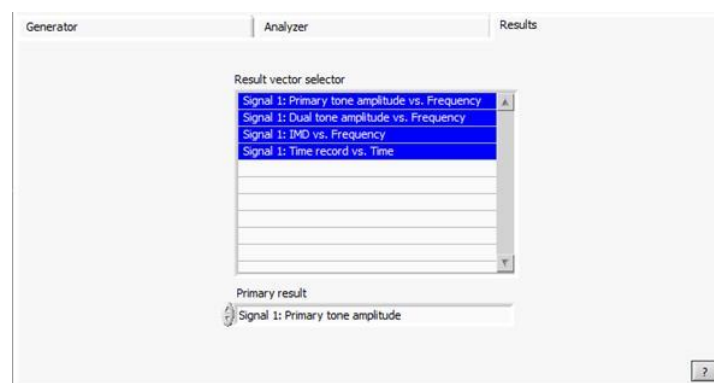 Generator
Analyzer
Results
Result vector selector
Signal 1: Primary tone amplitude vs. Frequency
Signal 1: Dual tone amplitude vs. Frequency
Signal 1: IMD vs. Frequency
Signal 1: Time record vs. Time
Primary result
Signal 1: Primary tone amplitude
?